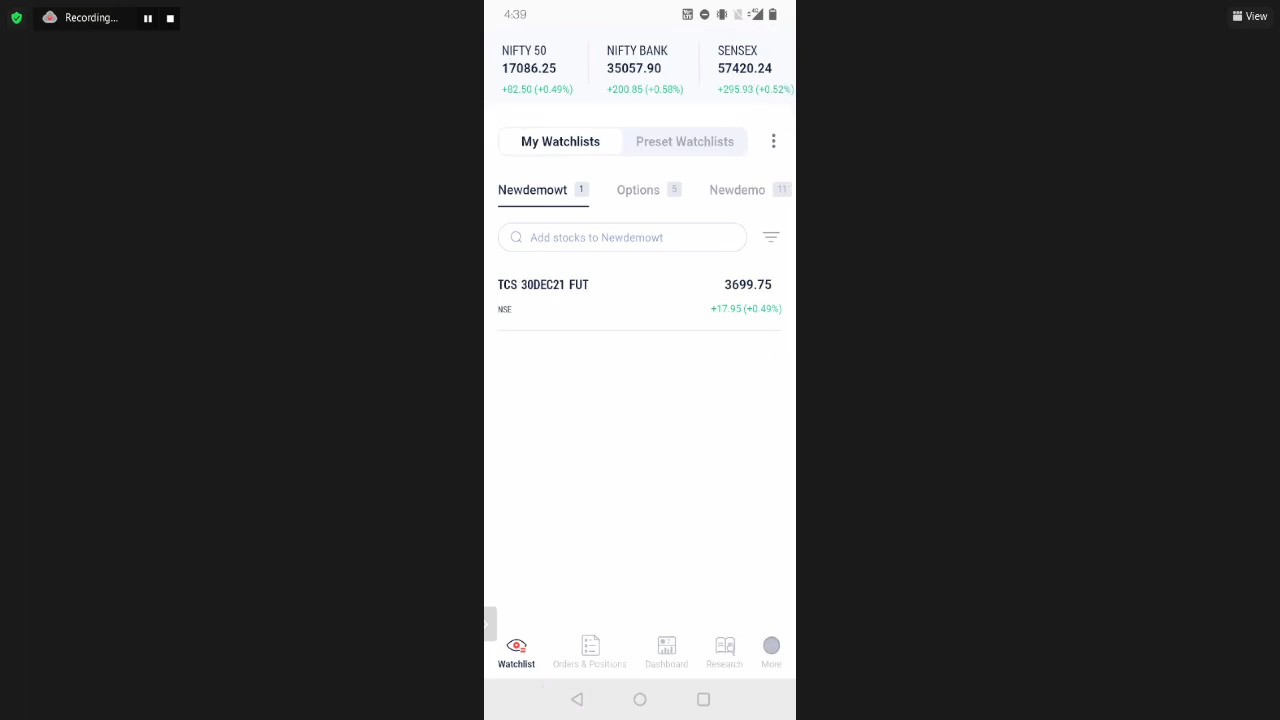 Recording...
View
4:39
4G
NIFTY 50
NIFTY BANK
SENSEX
17086.25
35057.90
57420.24
+82.50 (+0.49%)
+200.85 (+0.58%)
+295.93 (+0.52%)
My Watchlists
Preset Watchlists
Newdemowt 1
Options 5
Newdemo 11
Add stocks to Newdemowt
TCS 30DEC21 FUT
3699.75
NSE
+17.95 (+0.49%)
Watchlist
Orders & Positions
Dashboard
Research
More